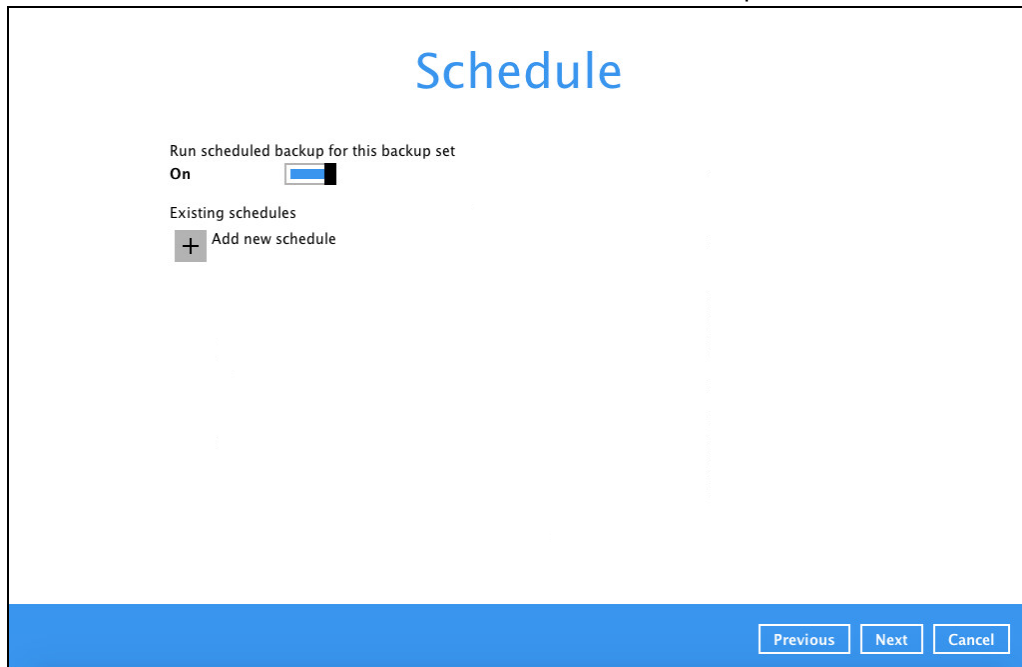 Schedule
Run scheduled backup for this backup set
On
Existing schedules
+ Add new schedule
Previous Next Cancel